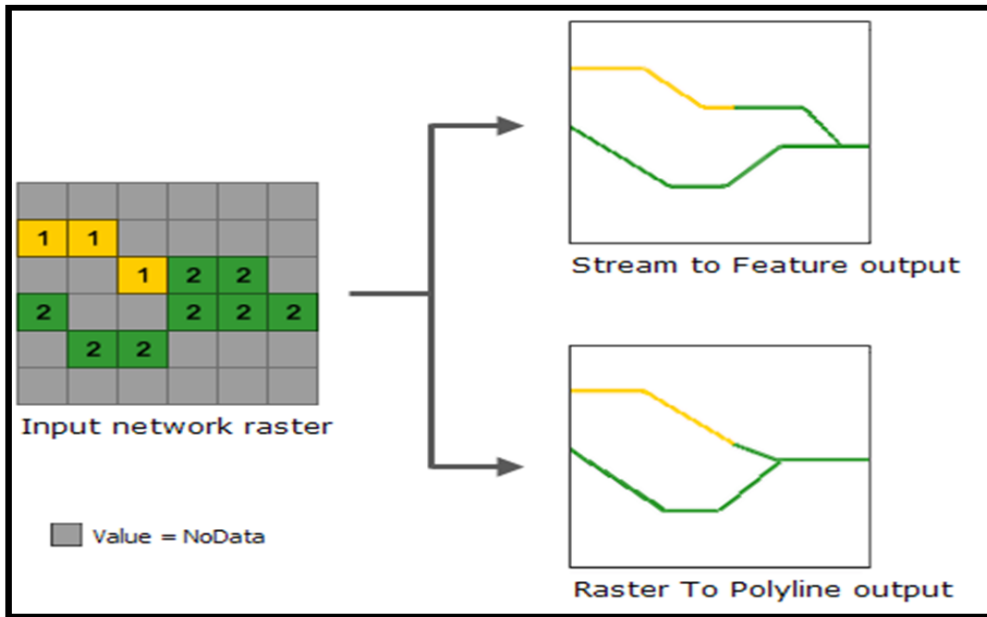 1 1
1 2 2
2 2 2 2
2 2
Input network raster
Value = NoData
Stream to Feature output
Raster To Polyline output